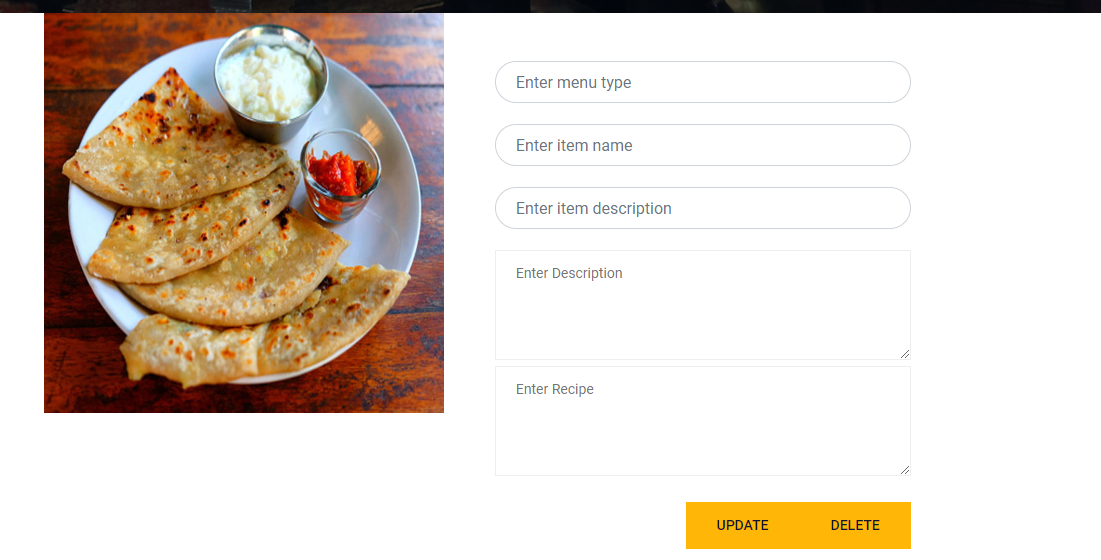 Enter menu type
Enter item name
Enter item description
Enter Description
Enter Recipe
UPDATE DELETE